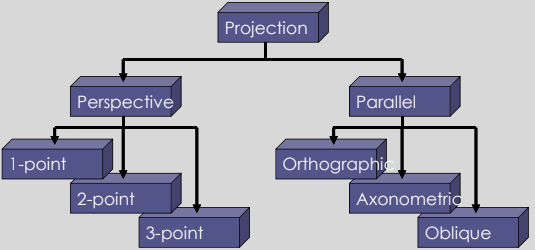 Projection
Perspective
Parallel
1-point
Orthographic
2-point
Axonometric
3-point
Oblique